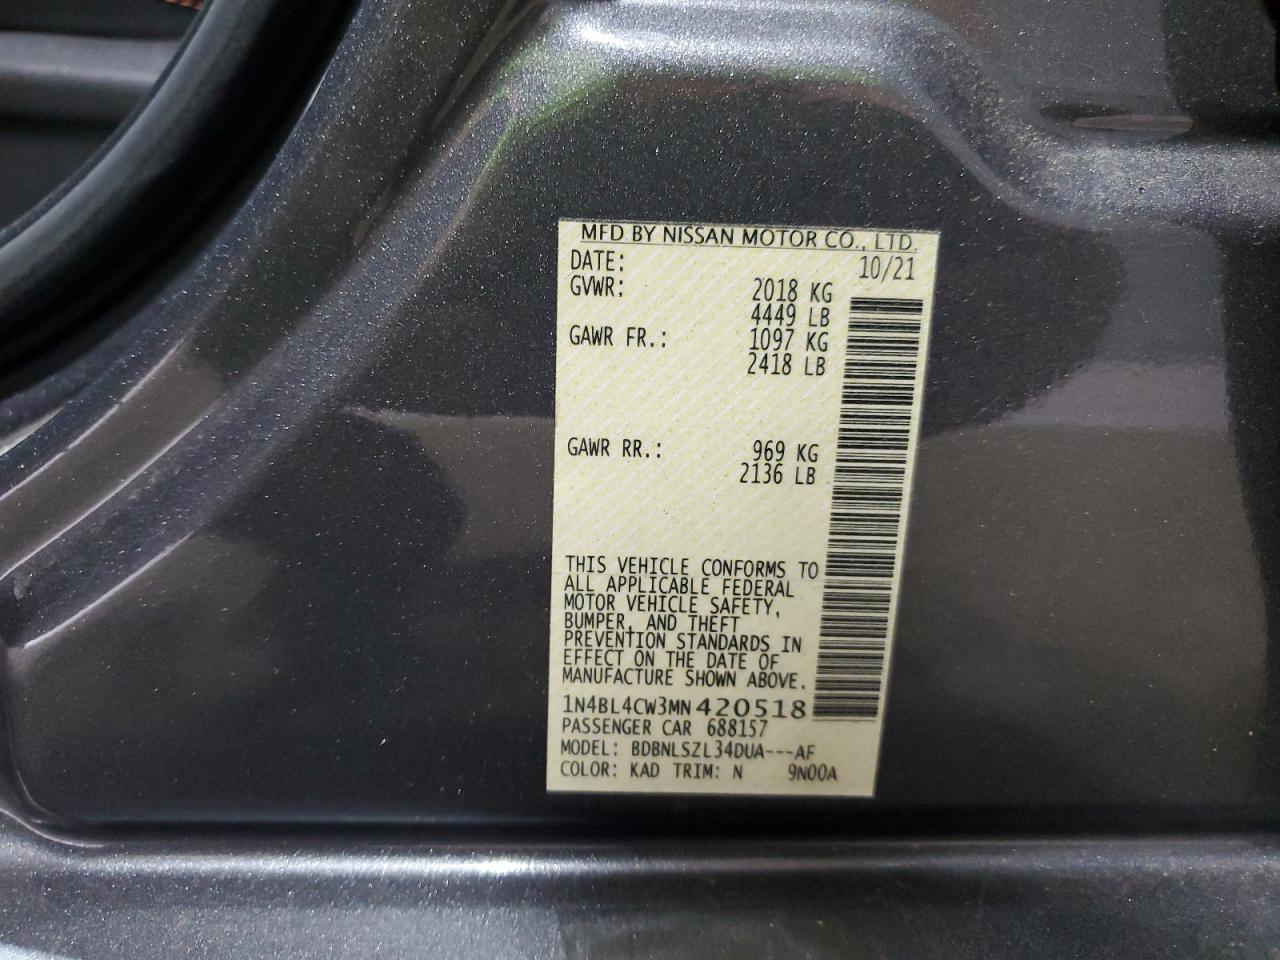 MFD BY NISSAN MOTOR CO., LTD.
DATE: 10/21
GVWR: 2018 KG
4449 LB
GAWR FR.: 1097 KG
2418 LB
GAWR RR.: 969 KG
2136 LB
THIS VEHICLE CONFORMS TO
ALL APPLICABLE FEDERAL
MOTOR VEHICLE SAFETY,
BUMPER, AND THEFT
PREVENTION STANDARDS IN
EFFECT ON THE DATE OF
MANUFACTURE SHOWN ABOVE.
1N4BL4CW3MN420518
PASSENGER CAR 688157
MODEL: BDBNLSZL34DUA---AF
COLOR: KAD TRIM: N 9N00A